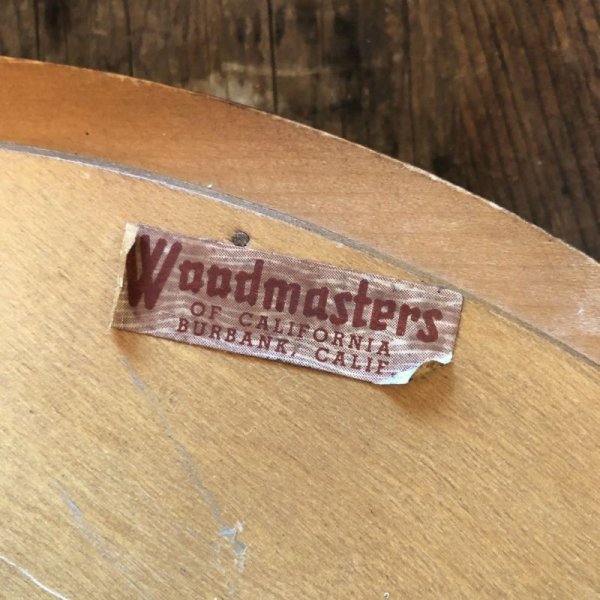 Woodmasters
OF CALIFORNIA
BURBANK, CALIF.